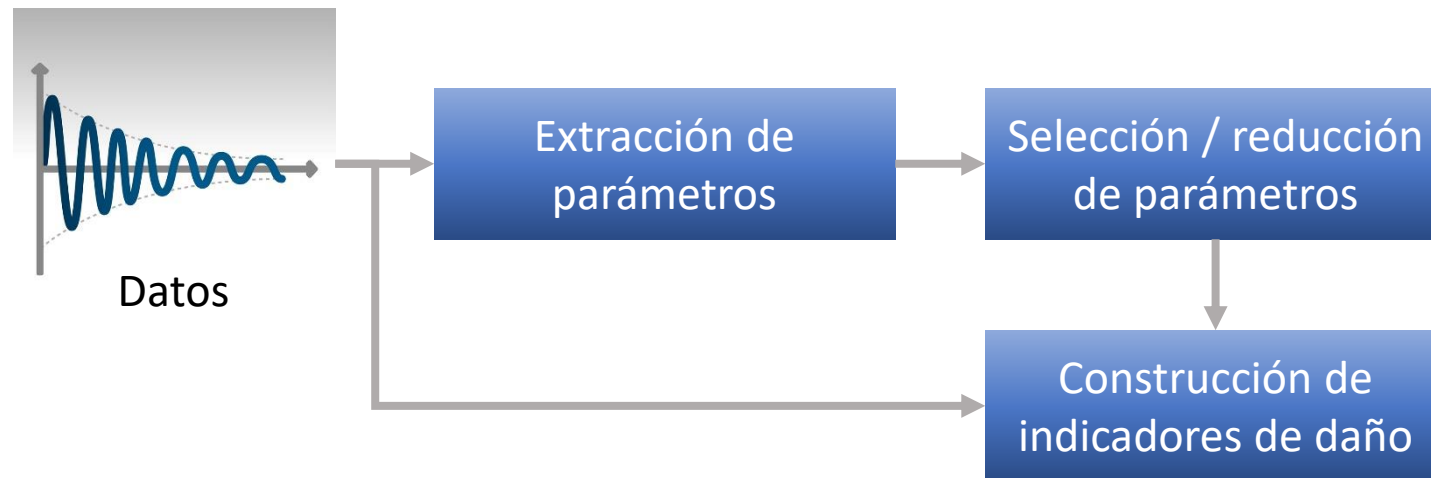 Datos
Extracción de
parámetros
Selección / reducción
de parámetros
Construcción de
indicadores de daño